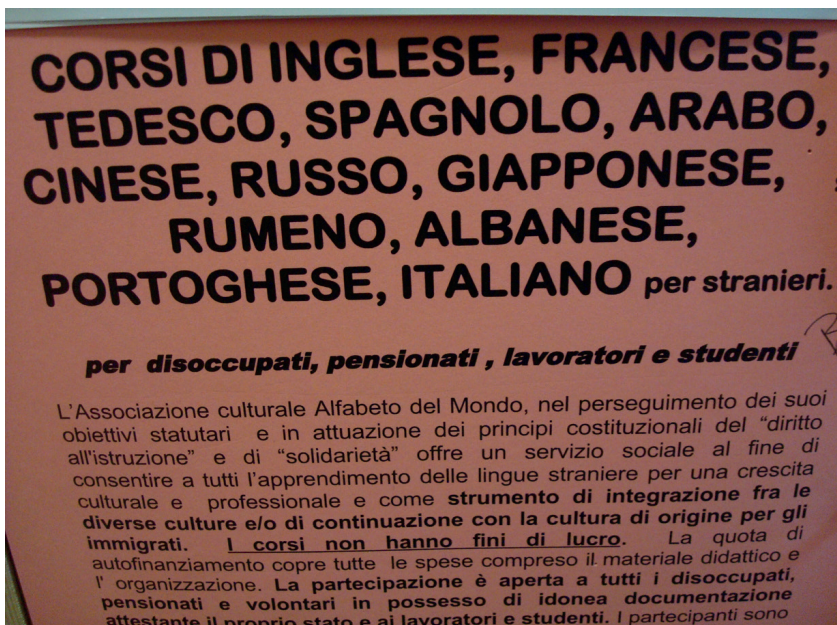 CORSI DI INGLESE, FRANCESE,
TEDESCO, SPAGNOLO, ARABO,
CINESE, RUSSO, GIAPPONESE,
RUMENO, ALBANESE,
PORTOGHESE, ITALIANO per stranieri.
per disoccupati, pensionati , lavoratori e studenti
L'Associazione culturale Alfabeto del Mondo, nel perseguimento dei suoi
obiettivi statutari e in attuazione dei principi costituzionali del "diritto
all'istruzione" e di "solidarietà" offre un servizio sociale al fine di
consentire a tutti l'apprendimento delle lingue straniere per una crescita
culturale e professionale e come strumento di integrazione fra le
diverse culture e/o di continuazione con la cultura di origine per gli
immigrati. I corsi non hanno fini di lucro. La quota di
autofinanziamento copre tutte le spese compreso il materiale didattico e
l' organizzazione. La partecipazione è aperta a tutti i disoccupati,
pensionati e volontari in possesso di idonea documentazione
attestante il proprio stato e ai lavoratori e studenti. I partecipanti sono